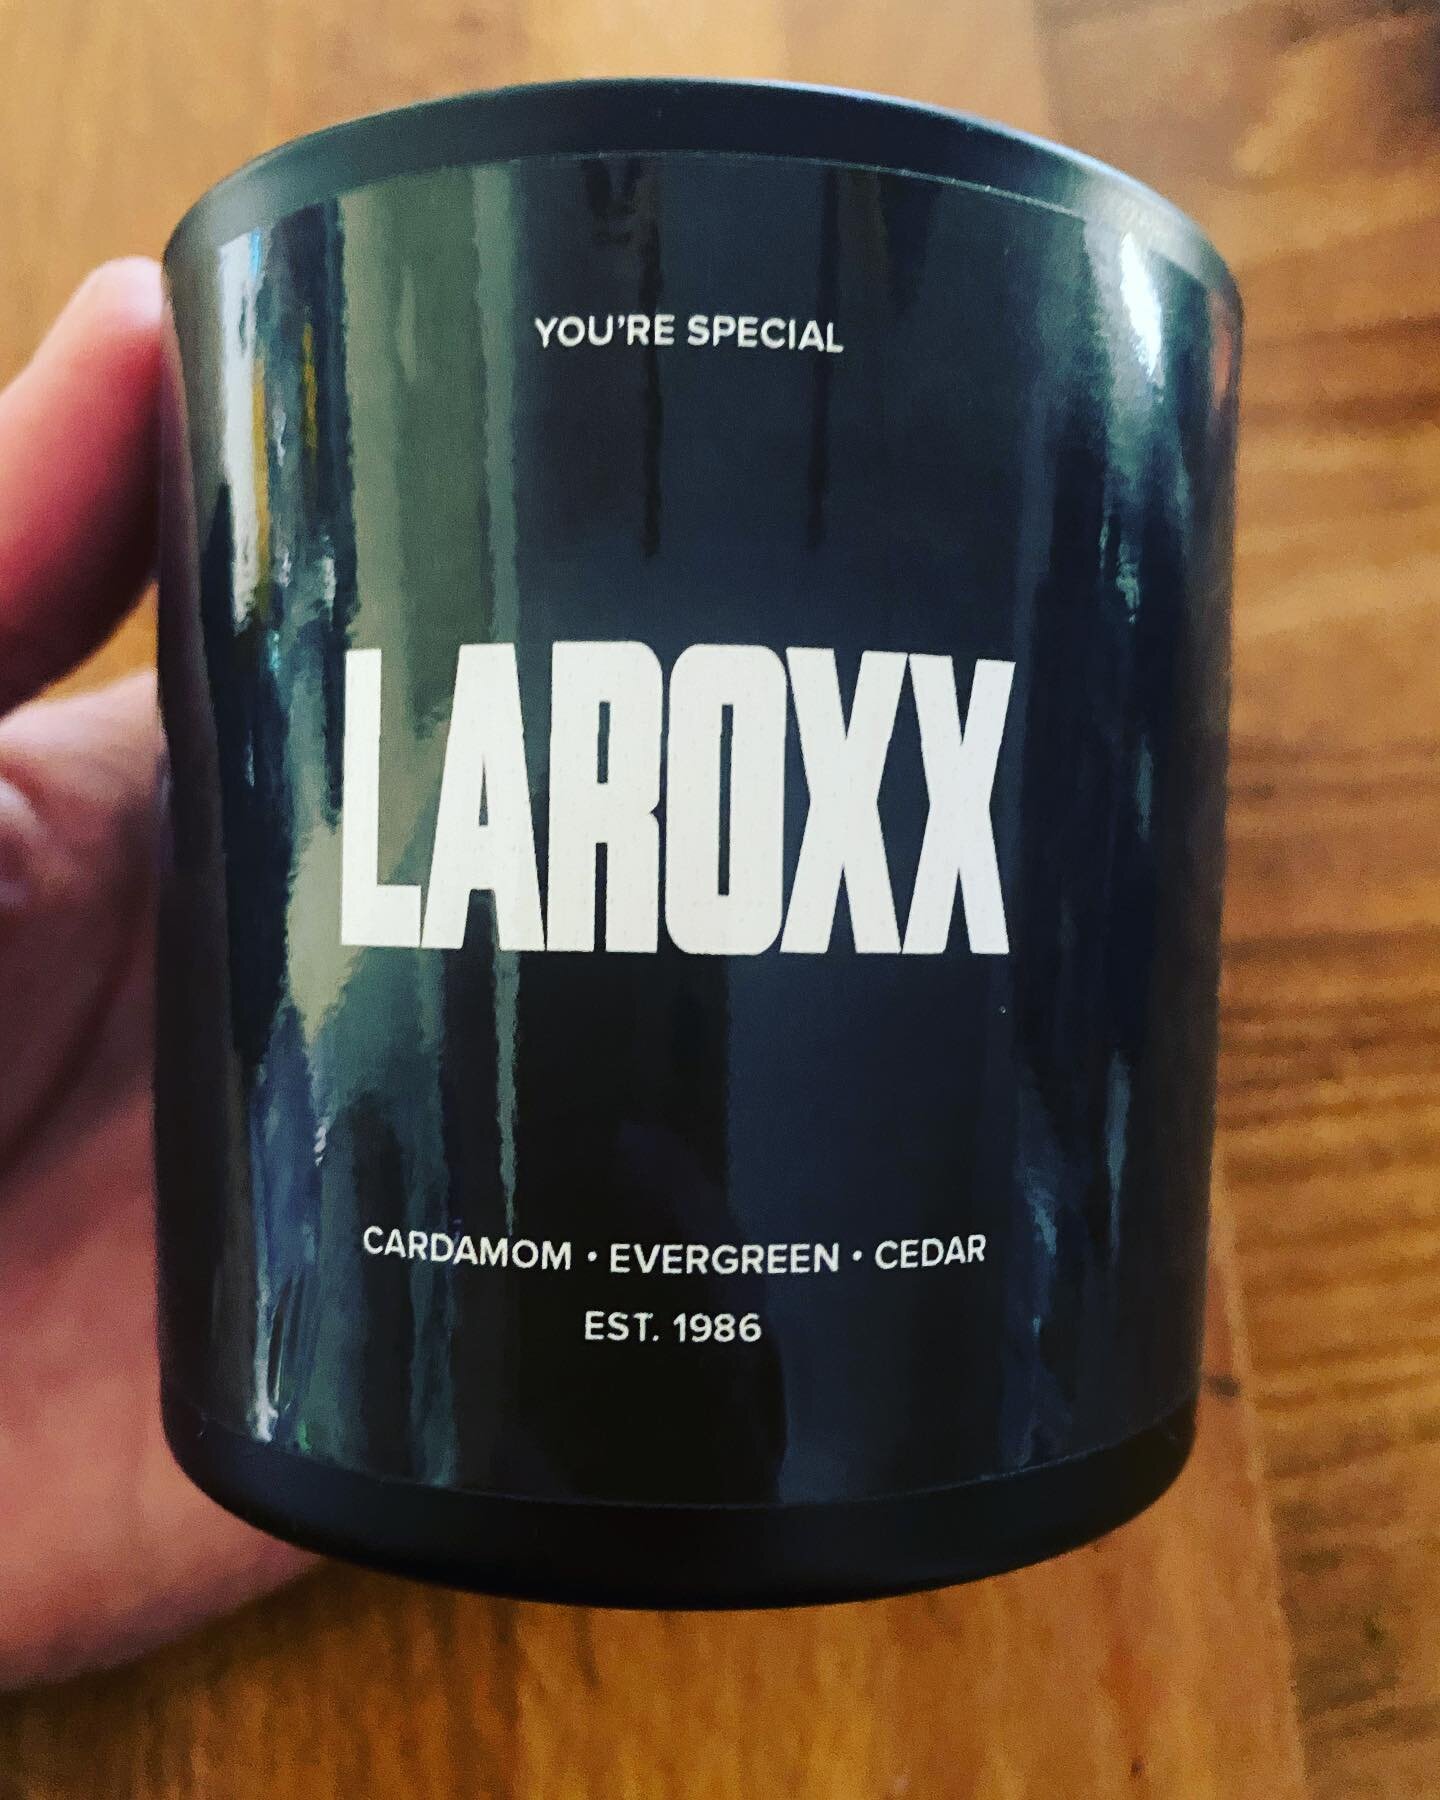 YOU'RE SPECIAL
LAROXX
CARDAMOM • EVERGREEN • CEDAR
EST. 1986